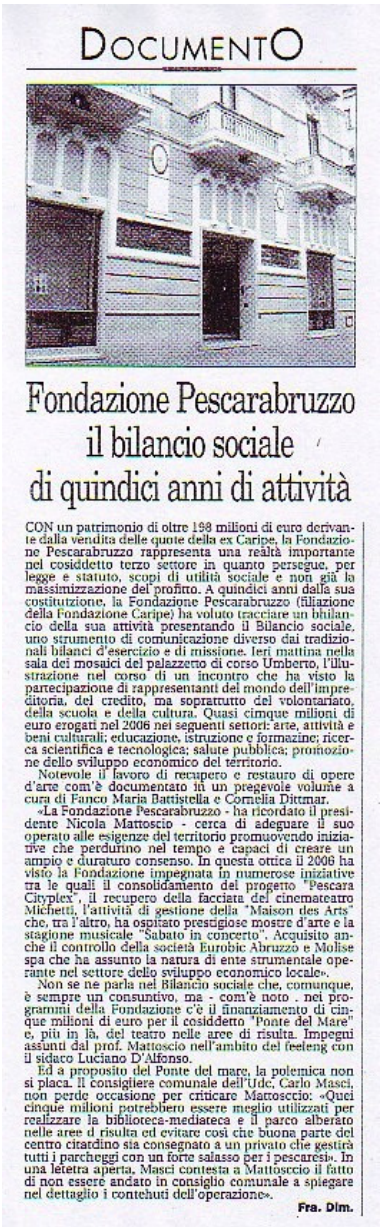 DOCUMENTO
Fondazione Pescarabruzzo
il bilancio sociale
di quindici anni di attività
CON un patrimonio di oltre 198 milioni di euro derivan-
te dalla vendita delle quote della ex Caripe, la Fondazio-
ne Pescarabruzzo rappresenta una realtà importante
nel cosiddetto terzo settore in quanto persegue, per
legge e statuto, scopi di utilità sociale e non già la
massimizzazione del profitto. A quindici anni dalla sua
costitutzione, la Fondazione Pescarabruzzo (filiazione
della Fondazione Caripe) ha voluto tracciare un bhilan-
cio della sua attività presentando il Bilancio sociale,
uno strumento di comunicazione diverso dai tradizio-
nali bilanci d'esercizio e di missione. Ieri mattina nella
sala dei mosaici del palazzetto di corso Umberto, l'illu-
strazione nel corso di un incontro che ha visto la
partecipazione di rappresentanti del mondo dell'impre-
ditoria, del credito, ma soprattutto del volontariato,
della scuola e della cultura. Quasi cimque milioni di
euro erogati nel 2006 nei seguenti settori: arte, attività e
beni culturali; educazione, istruzione e formazine; ricer-
ca scientifica e tecnologica; salute pubblica; promozio-
ne dello sviluppo economico del territorio.
Notevole il lavoro di recupero e restauro di opere
d'arte com'è documentato in un pregevole volume a
cura di Fanco Maria Battistella e Cornelia Dittmar.
«La Fondazione Pescarabruzzo - ha ricordato il presi-
dente Nicola Mattoscio - cerca di adeguare il suo
operato alle esigenze del territorio promuovendo inizia-
tive che perdurino nel tempo e capaci di creare un
ampio e duraturo consenso. In questa ottica il 2006 ha
visto la Fondazione impegnata in numerose iniziative
tra le quali il consolidamento del progetto "Pescara
Cityplex", il recupero della facciata del cinemateatro
Michetti, l'attività di gestione della "Maison des Arts"
che, tra l'altro, ha ospitato prestigiose mostre d'arte e la
stagione musicale "Sabato in concerto". Acquisito an-
che il controllo della società Eurobic Abruzzo e Molise
spa che ha assunto la natura di ente strumentale ope-
rante nel settore dello sviluppo economico locale».
Non se ne parla nel Bilancio sociale che, comunque,
è sempre un consuntivo, ma - com'è noto . nei pro-
grammi della Fondazione c'è il finanziamento di cin-
que milioni di euro per il cosiddetto "Ponte del Mare"
e, più in là, del teatro nelle aree di risulta. Impegni
assunti dal prof. Mattoscio nell'ambito del feeleng con
il sidaco Luciano D'Alfonso.
Ed a proposito del Ponte del mare, la polemica non
si placa. Il consigliere comunale dell'Udc, Carlo Masci,
non perde occasione per criticare Mattosccio: «Quei
cinque milioni potrebbero essere meglio utilizzati per
realizzare la biblioteca-mediateca e il parco alberato
nelle aree d risulta ed evitare così che buona parte del
centro citatdino sia consegnato a un privato che gestirà
tutti i parcheggi con un forte salasso per i pescaresi». In
una letetra aperta, Masci contesta a Mattosccio il fatto
di non essere andato in consiglio comunale a spiegare
nel dettaglio i contehuti dell'operazione».
Fra. Dim.